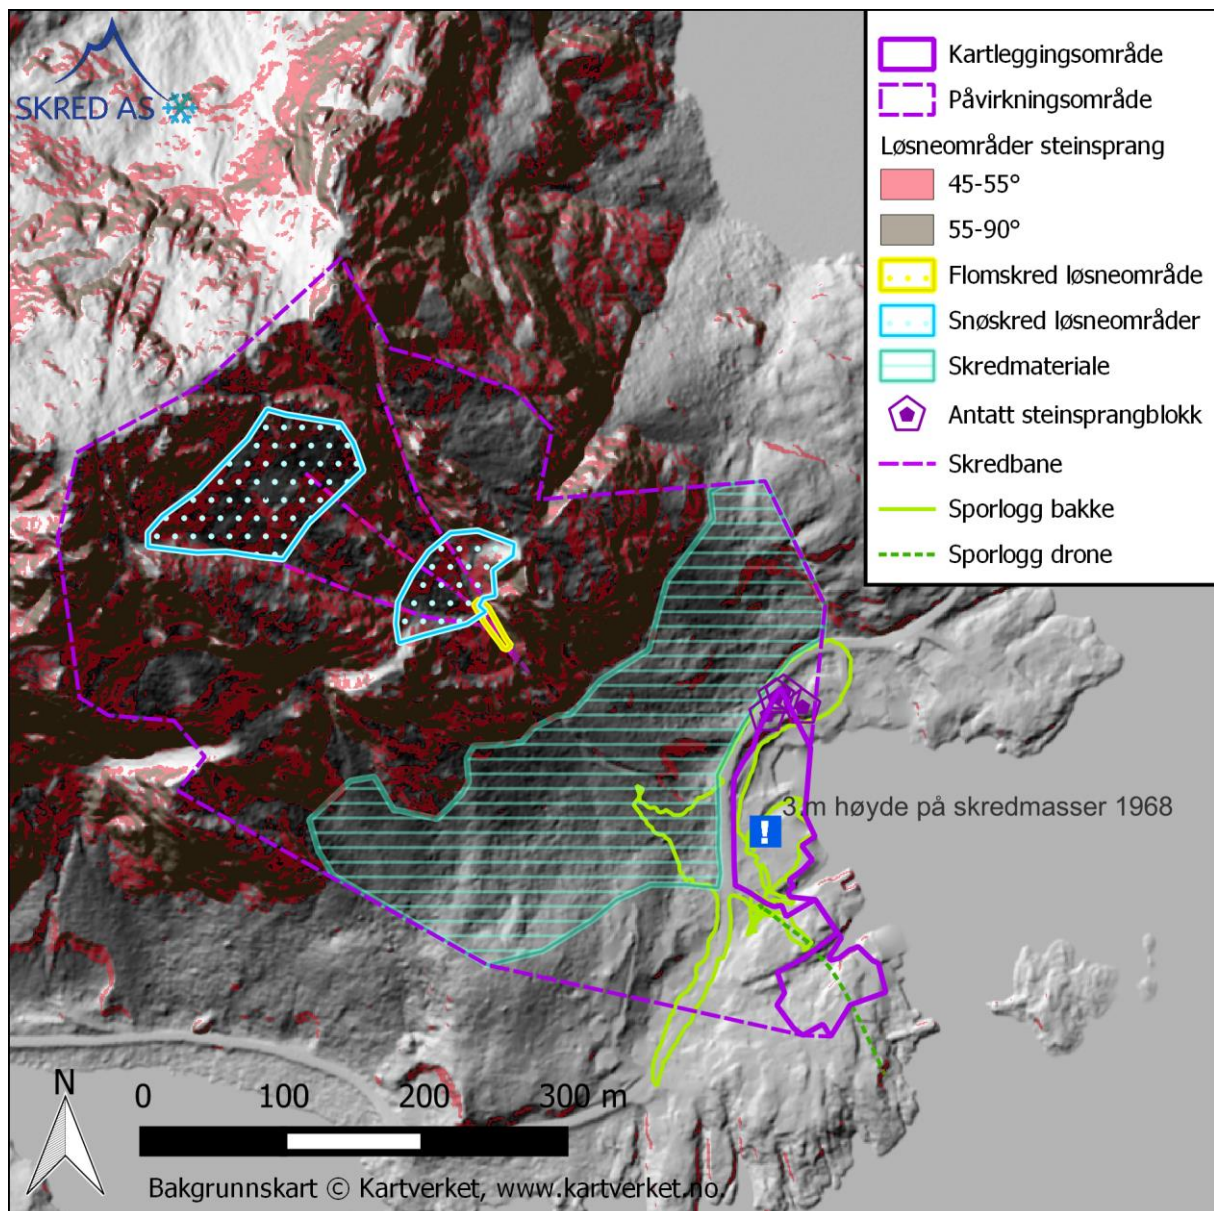 SKRED AS
Kartleggingsområde
Påvirkningsområde
Løsneområder steinsprang
45-55°
55-90°
Flomskred løsneområde
Snøskred løsneområder
Skredmateriale
Antatt steinsprangblokk
Skredbane
Sporlogg bakke
Sporlogg drone
3 m høyde på skredmasser 1968
!
N
0 100 200 300 m
Bakgrunnskart © Kartverket, www.kartverket.no.